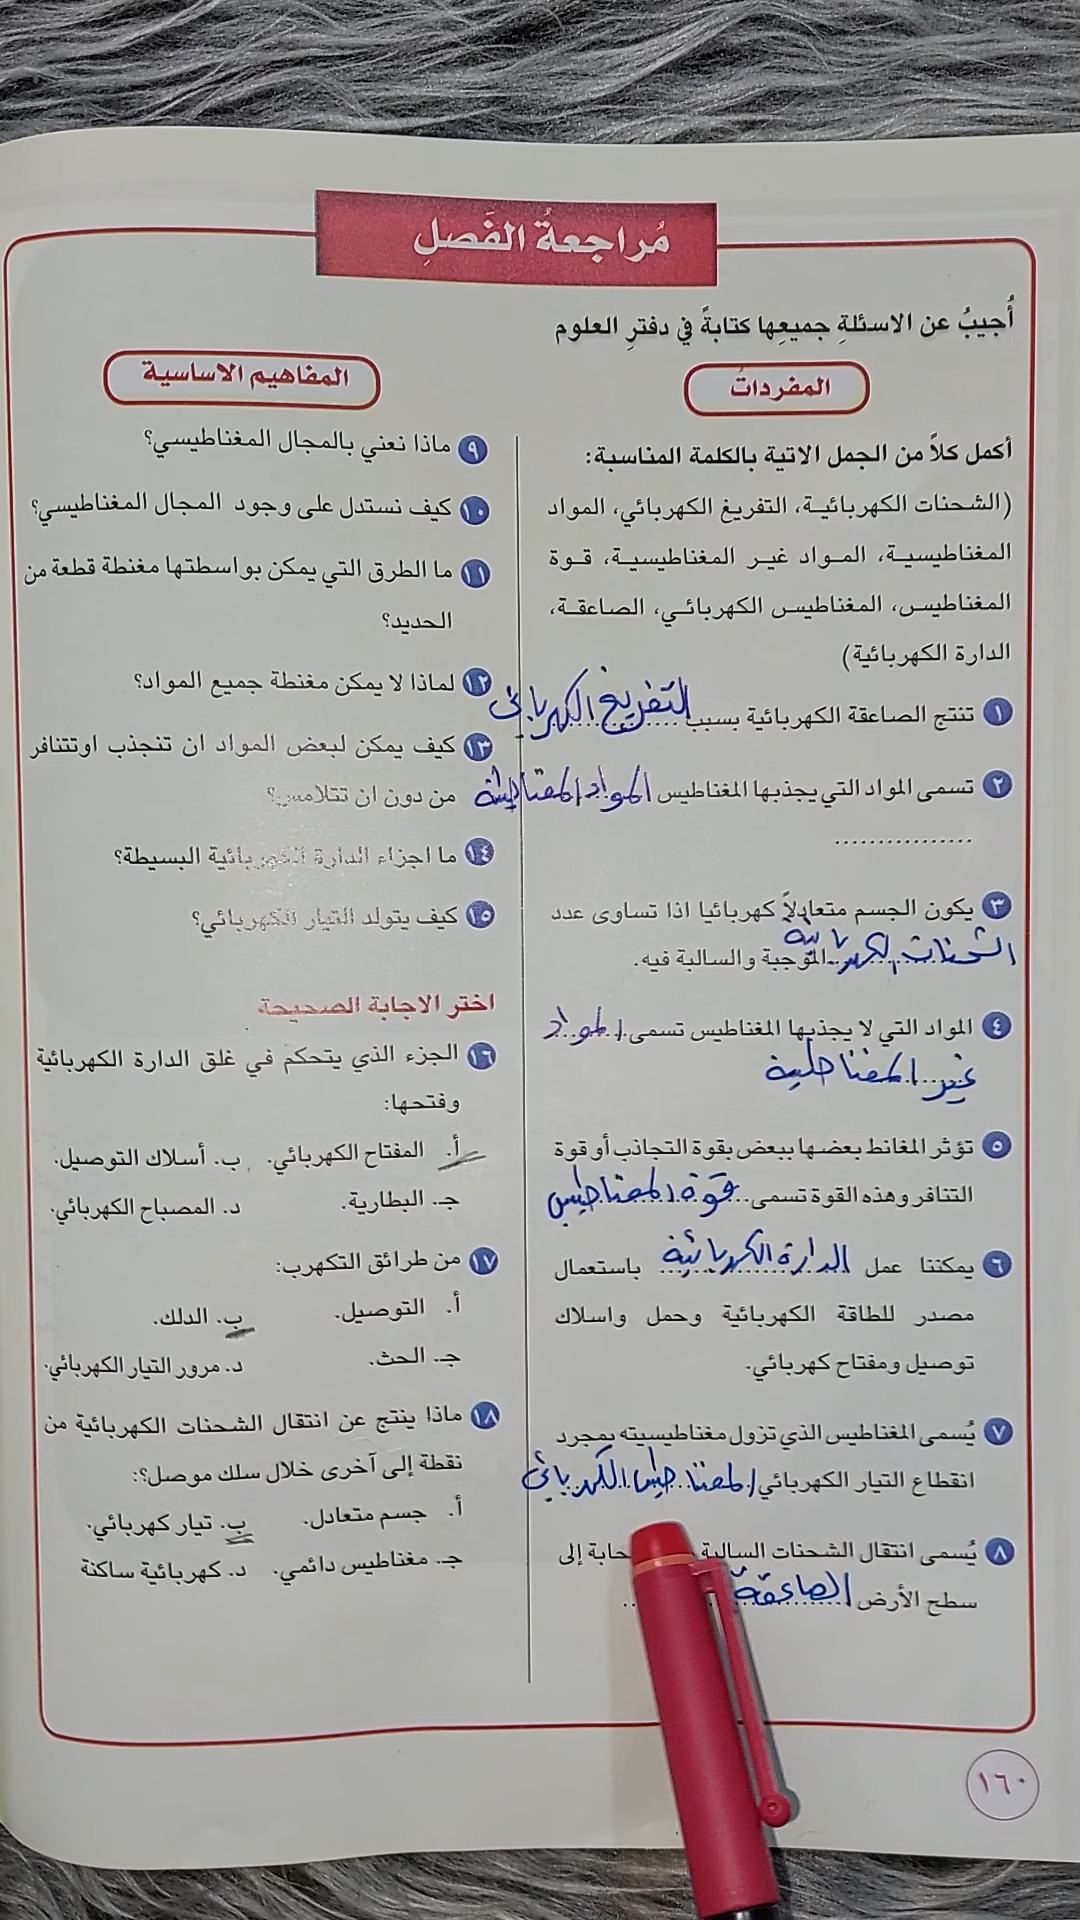 مُراجعةُ الفَصلِ
أُجيبُ عن الاسئلةِ جميعِها كتابةً في دفترِ العلوم
المفرداتُ
أكمل كلاً من الجمل الاتية بالكلمة المناسبة:
(الشحنات الكهربائية، التفريغ الكهربائي، المواد
المغناطيسية، المواد غير المغناطيسية، قوة
المغناطيس، المغناطيس الكهربائي، الصاعقة،
الدارة الكهربائية)
١ تنتج الصاعقة الكهربائية بسبب التفريغ الكهربائي
٢ تسمى المواد التي يجذبها المغناطيس المواد المغناطيسية
...............
٣ يكون الجسم متعادلاً كهربائيا اذا تساوى عدد
الشحنات الكهربائية الموجبة والسالبة فيه.
٤ المواد التي لا يجذبها المغناطيس تسمى المواد
غير المغناطيسية
٥ تؤثر المغانط بعضها ببعض بقوة التجاذب أو قوة
التنافر وهذه القوة تسمى قوة المغناطيس
٦ يمكننا عمل الدارة الكهربائية باستعمال
مصدر للطاقة الكهربائية وحمل واسلاك
توصيل ومفتاح كهربائي.
٧ يُسمى المغناطيس الذي تزول مغناطيسيته بمجرد
انقطاع التيار الكهربائي المغناطيس الكهربائي
٨ يُسمى انتقال الشحنات السالبة حابة إلى
سطح الأرض الصاعقة
المفاهيم الاساسية
٩ ماذا نعني بالمجال المغناطيسي؟
١٠ كيف نستدل على وجود المجال المغناطيسي؟
١١ ما الطرق التي يمكن بواسطتها مغنطة قطعة من
الحديد؟
١٢ لماذا لا يمكن مغنطة جميع المواد؟
١٣ كيف يمكن لبعض المواد ان تنجذب اوتتنافر
من دون ان تتلامس؟
١٤ ما اجزاء الدارة الكهربائية البسيطة؟
١٥ كيف يتولد التيار الكهربائي؟
اختر الاجابة الصحيحة
١٦ الجزء الذي يتحكم في غلق الدارة الكهربائية
وفتحها:
أ. المفتاح الكهربائي. ب. أسلاك التوصيل.
جـ. البطارية. د. المصباح الكهربائي.
١٧ من طرائق التكهرب:
أ. التوصيل. ب. الدلك.
جـ. الحث. د. مرور التيار الكهربائي.
١٨ ماذا ينتج عن انتقال الشحنات الكهربائية من
نقطة إلى آخرى خلال سلك موصل؟:
أ. جسم متعادل. ب. تيار كهربائي.
جـ. مغناطيس دائمي. د. كهربائية ساكنة
١٦٠